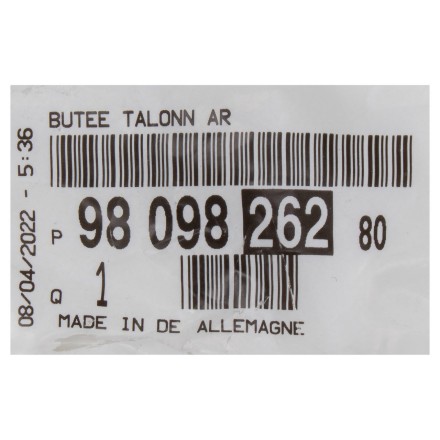 BUTEE TALONN AR
P 98 098 262 80
Q 1
MADE IN DE ALLEMAGNE
08/04/2022 - 5:36